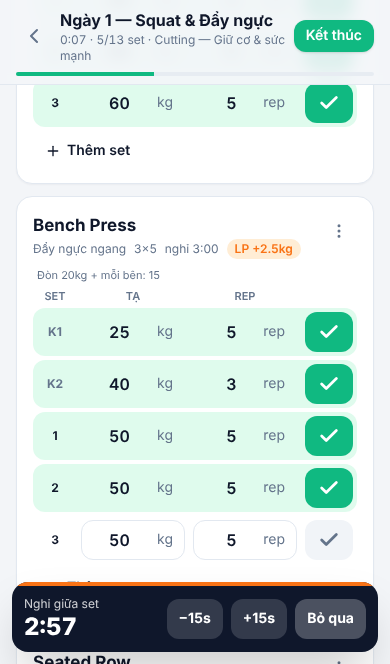 Ngày 1 — Squat & Đẩy ngực
0:07 · 5/13 set · Cutting — Giữ cơ & sức
mạnh
Kết thúc
3 60 kg 5 rep
+ Thêm set
Bench Press
Đẩy ngực ngang 3×5 nghỉ 3:00 LP +2.5kg
Đòn 20kg + mỗi bên: 15
SET TẠ REP
K1 25 kg 5 rep
K2 40 kg 3 rep
1 50 kg 5 rep
2 50 kg 5 rep
3 50 kg 5 rep
Nghỉ giữa set
2:57
−15s +15s Bỏ qua
Seated Row